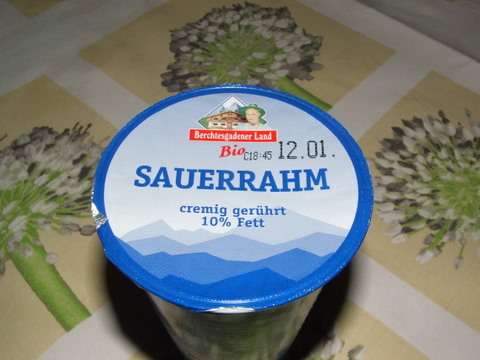 Berchtesgadener Land
Bio C18:45 12.01.
SAUERRAHM
cremig gerührt
10% Fett